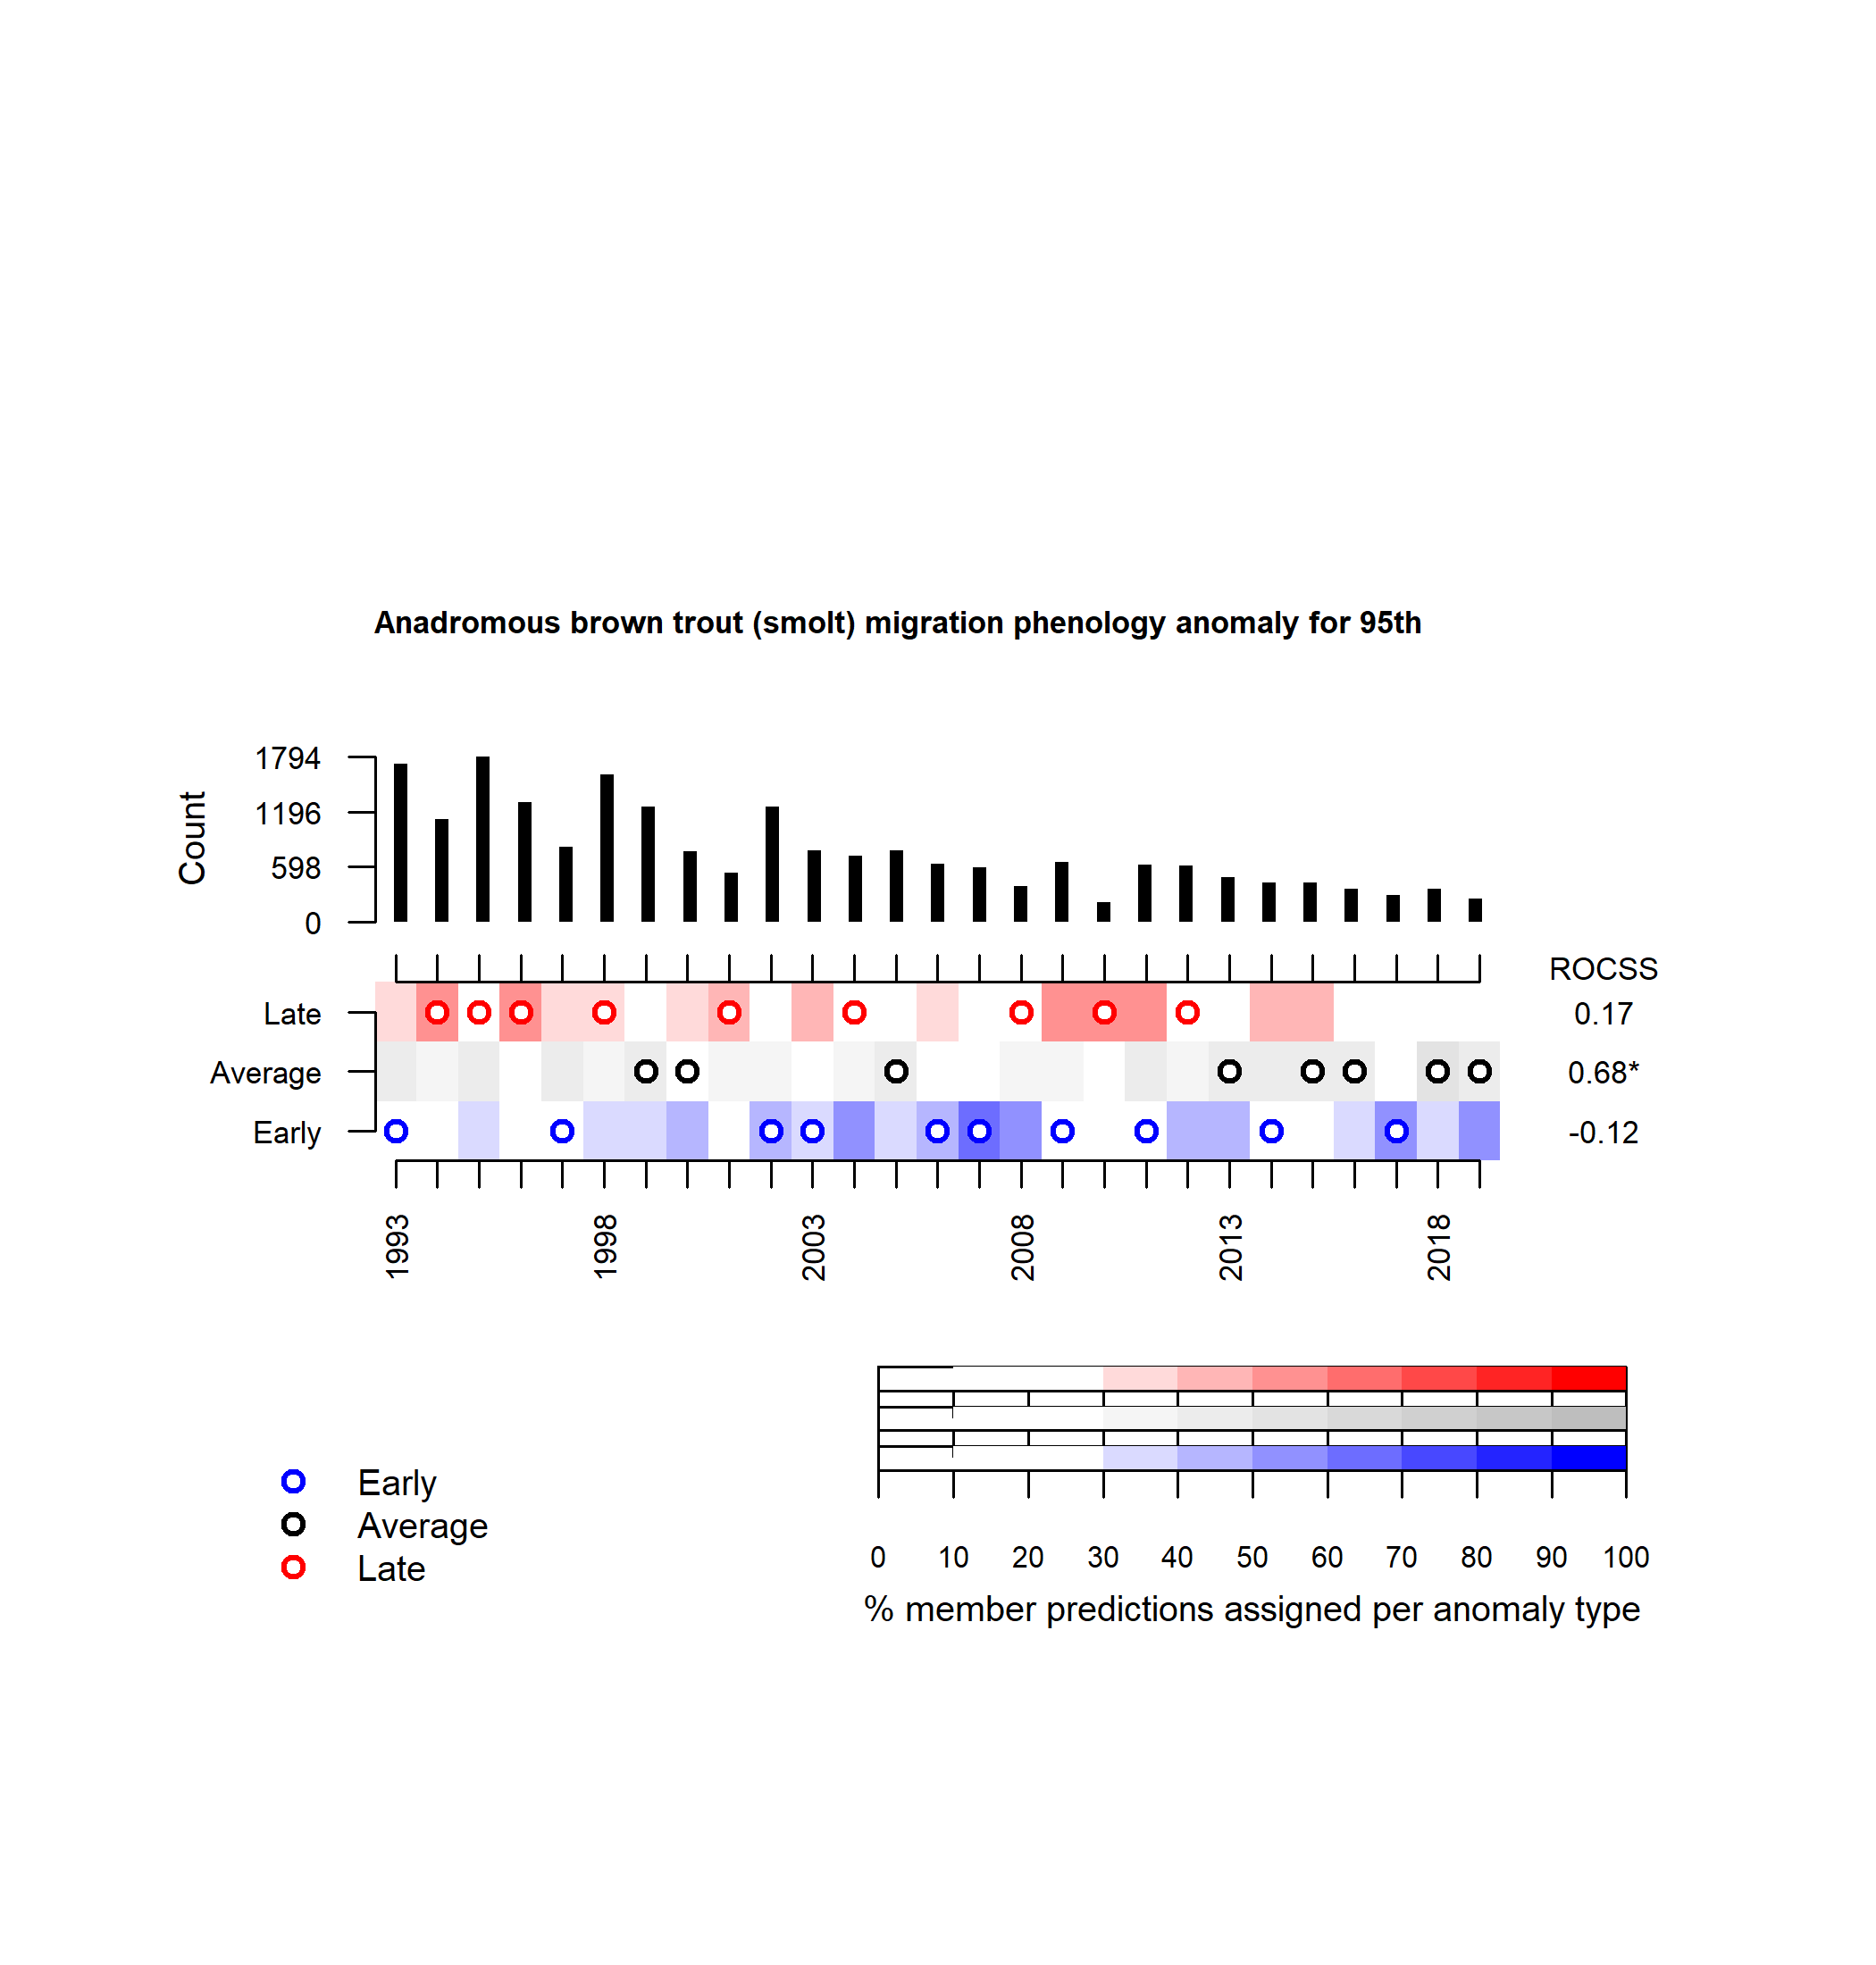 Anadromous brown trout (smolt) migration phenology anomaly for 95th
Count
1794
1196
598
0
ROCSS
Late
0.17
Average
0.68*
Early
-0.12
1993
1998
2003
2008
2013
2018
Early
Average
Late
0 10 20 30 40 50 60 70 80 90 100
% member predictions assigned per anomaly type